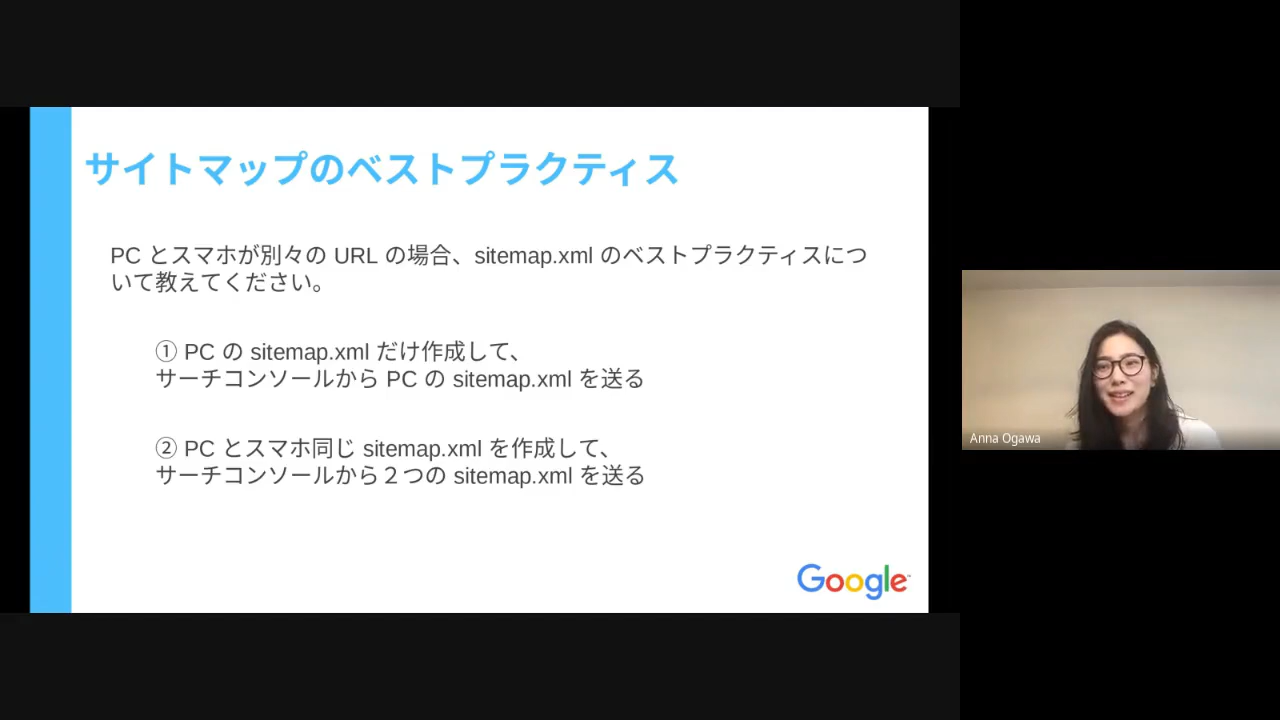 サイトマップのベストプラクティス
PC とスマホが別々の URL の場合、sitemap.xml のベストプラクティスにつ
いて教えてください。
① PC の sitemap.xml だけ作成して、
サーチコンソールから PC の sitemap.xml を送る
② PC とスマホ同じ sitemap.xml を作成して、
サーチコンソールから２つの sitemap.xml を送る
Google
Anna Ogawa